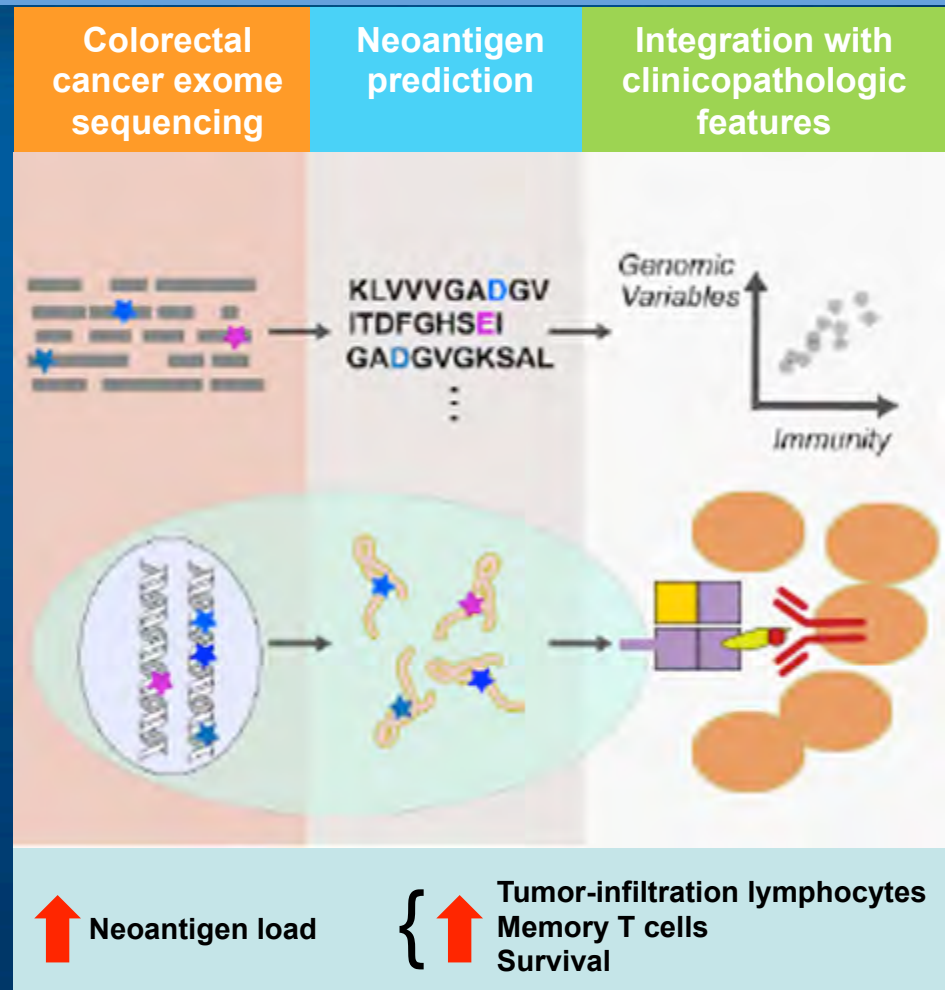 Colorectal
cancer exome
sequencing
Neoantigen
prediction
Integration with
clinicopathologic
features
KLVVVGADGV
ITDFGHSEI
GADGVGKSAL
Genomic
Variables
Immunity
Neoantigen load
{
Tumor-infiltration lymphocytes
Memory T cells
Survival